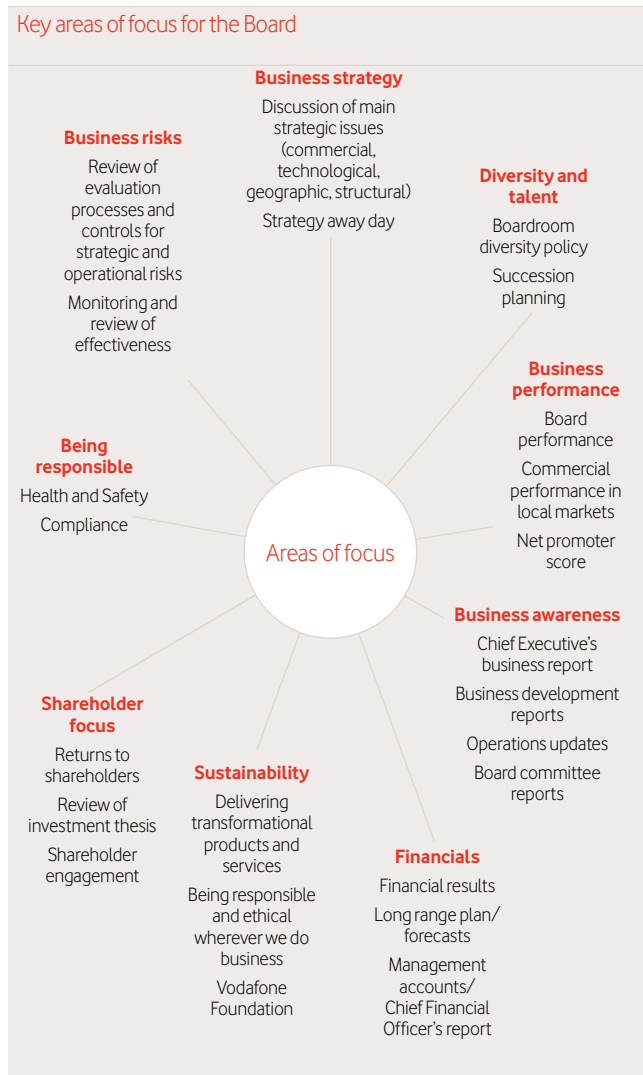 Key areas of focus for the Board
Business strategy
Discussion of main
strategic issues
(commercial,
technological,
geographic, structural)
Strategy away day
Business risks
Review of
evaluation
processes and
controls for
strategic and
operational risks
Monitoring and
review of
effectiveness
Diversity and
talent
Boardroom
diversity policy
Succession
planning
Business
performance
Board
performance
Commercial
performance in
local markets
Net promoter
score
Being
responsible
Health and Safety
Compliance
Areas of focus
Business awareness
Chief Executive’s
business report
Business development
reports
Operations updates
Board committee
reports
Shareholder
focus
Returns to
shareholders
Review of
investment thesis
Shareholder
engagement
Sustainability
Delivering
transformational
products and
services
Being responsible
and ethical
wherever we do
business
Vodafone
Foundation
Financials
Financial results
Long range plan/
forecasts
Management
accounts/
Chief Financial
Officer’s report